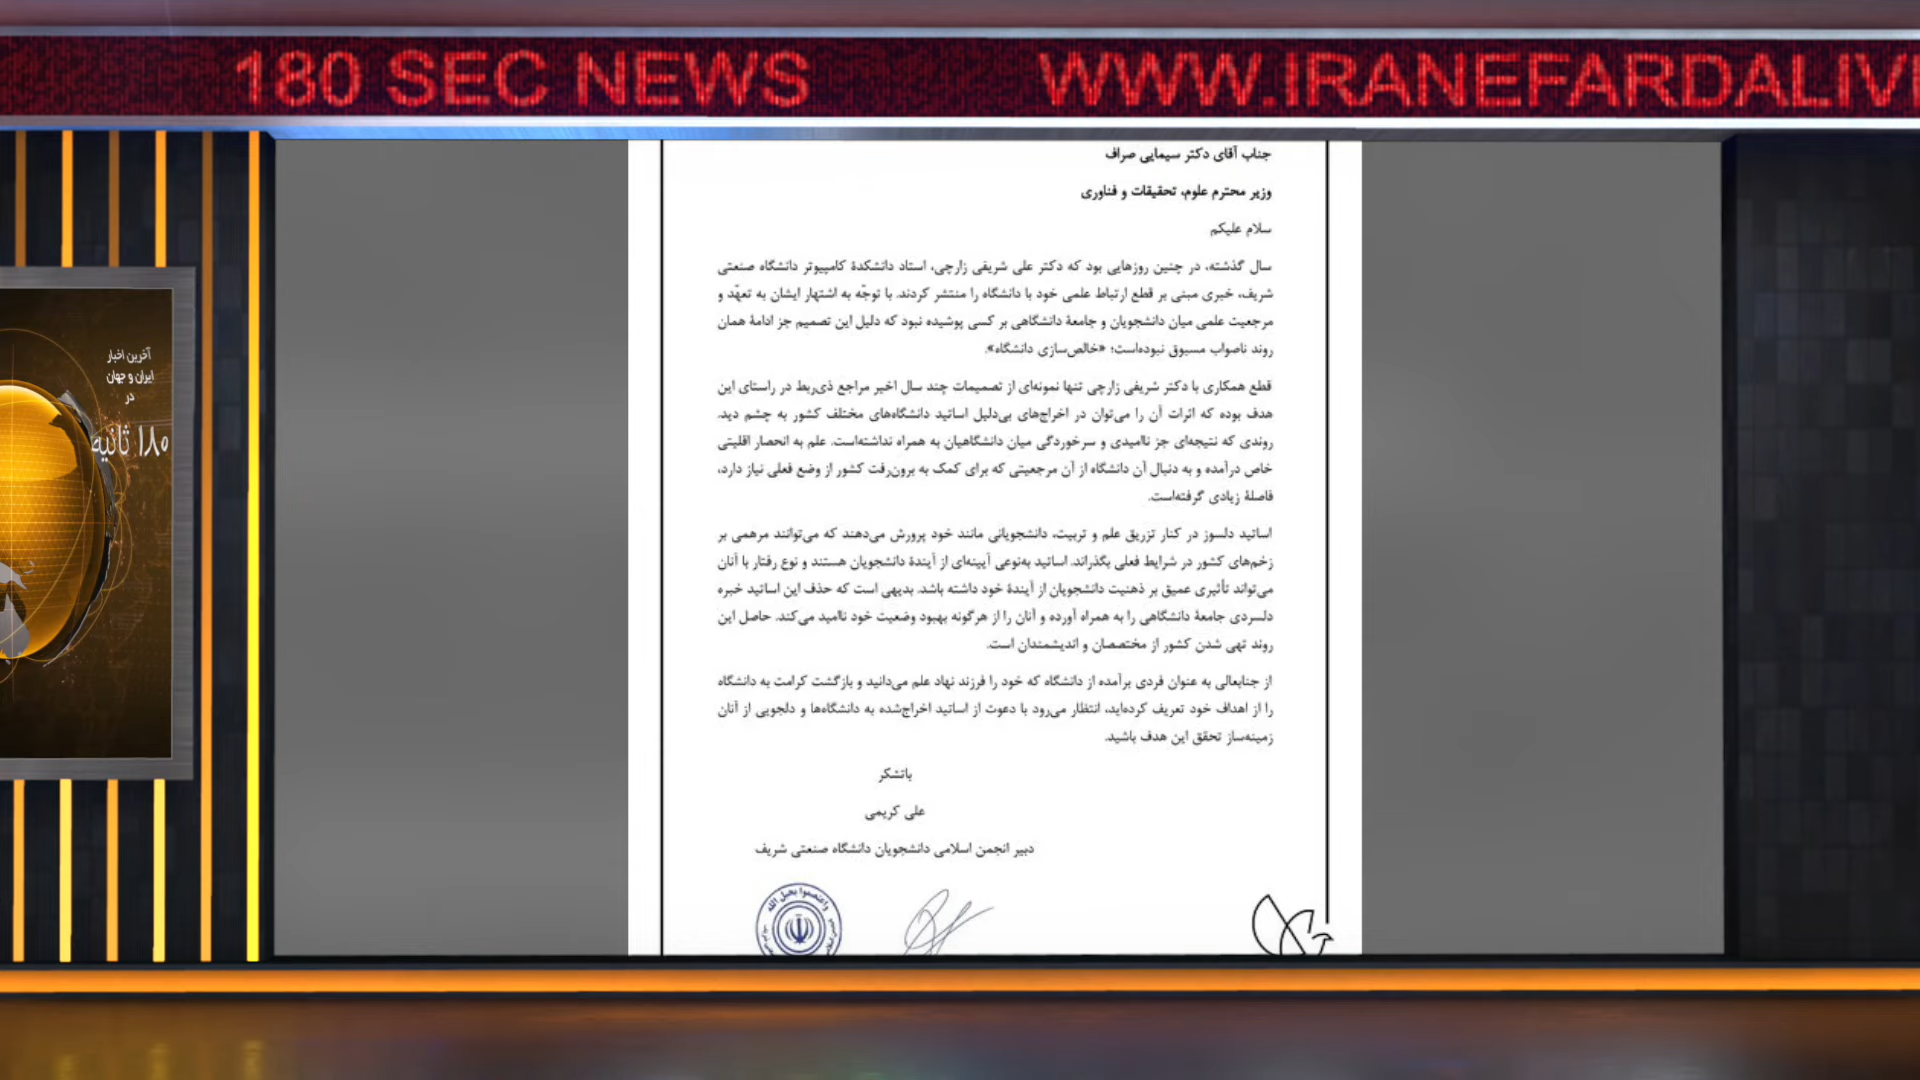 180 SEC NEWS
WWW.IRANEFARDALIV
آخرین اخبار
ایران و جهان
در
۱۸۰ ثانیه
جناب آقای دکتر سیمایی صراف
وزیر محترم علوم، تحقیقات و فناوری
سلام علیکم
سال گذشته، در چنین روزهایی بود که دکتر علی شریفی زارچی، استاد دانشکدهٔ کامپیوتر دانشگاه صنعتی
شریف، خبری مبنی بر قطع ارتباط علمی خود با دانشگاه را منتشر کردند. با توجّه به اشتهار ایشان به تعهّد و
مرجعیت علمی میان دانشجویان و جامعهٔ دانشگاهی بر کسی پوشیده نبود که دلیل این تصمیم جز ادامهٔ همان
روند ناصواب مسبوق نبوده‌است؛ «خالص‌سازی دانشگاه».
قطع همکاری با دکتر شریفی زارچی تنها نمونه‌ای از تصمیمات چند سال اخیر مراجع ذی‌ربط در راستای این
هدف بوده که اثرات آن را می‌توان در اخراج‌های بی‌دلیل اساتید دانشگاه‌های مختلف کشور به چشم دید.
روندی که نتیجه‌ای جز ناامیدی و سرخوردگی میان دانشگاهیان به همراه نداشته‌است. علم به انحصار اقلیتی
خاص درآمده و به دنبال آن دانشگاه از آن مرجعیتی که برای کمک به برون‌رفت کشور از وضع فعلی نیاز دارد،
فاصلهٔ زیادی گرفته‌است.
اساتید دلسوز در کنار تزریق علم و تربیت، دانشجویانی مانند خود پرورش می‌دهند که می‌توانند مرهمی بر
زخم‌های کشور در شرایط فعلی بگذراند. اساتید به‌نوعی آیینه‌ای از آیندهٔ دانشجویان هستند و نوع رفتار با آنان
می‌تواند تأثیری عمیق بر ذهنیت دانشجویان از آیندهٔ خود داشته باشد. بدیهی است که حذف این اساتید خبره
دلسردی جامعهٔ دانشگاهی را به همراه آورده و آنان را از هرگونه بهبود وضعیت خود ناامید می‌کند. حاصل این
روند تهی شدن کشور از مختصصان و اندیشمندان است.
از جنابعالی به عنوان فردی برآمده از دانشگاه که خود را فرزند نهاد علم می‌دانید و بازگشت کرامت به دانشگاه
را از اهداف خود تعریف کرده‌اید، انتظار می‌رود با دعوت از اساتید اخراج‌شده به دانشگاه‌ها و دلجویی از آنان
زمینه‌ساز تحقق این هدف باشید.
باتشکر
علی کریمی
دبیر انجمن اسلامی دانشجویان دانشگاه صنعتی شریف
واعتصموا بحبل الله